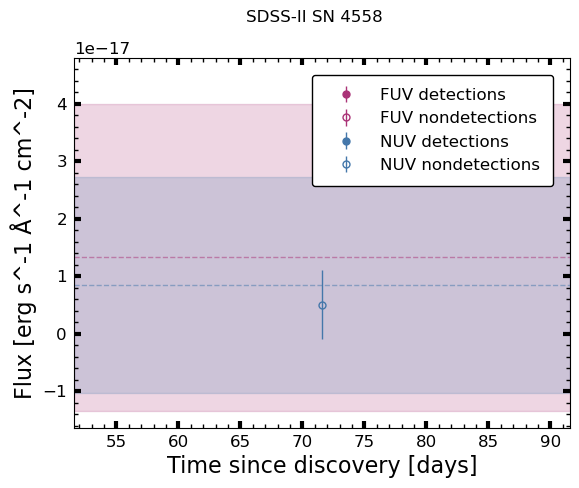 SDSS-II SN 4558
1e−17
FUV detections
FUV nondetections
NUV detections
NUV nondetections
4
3
2
1
0
−1
Flux [erg s^-1 Å^-1 cm^-2]
55 60 65 70 75 80 85 90
Time since discovery [days]